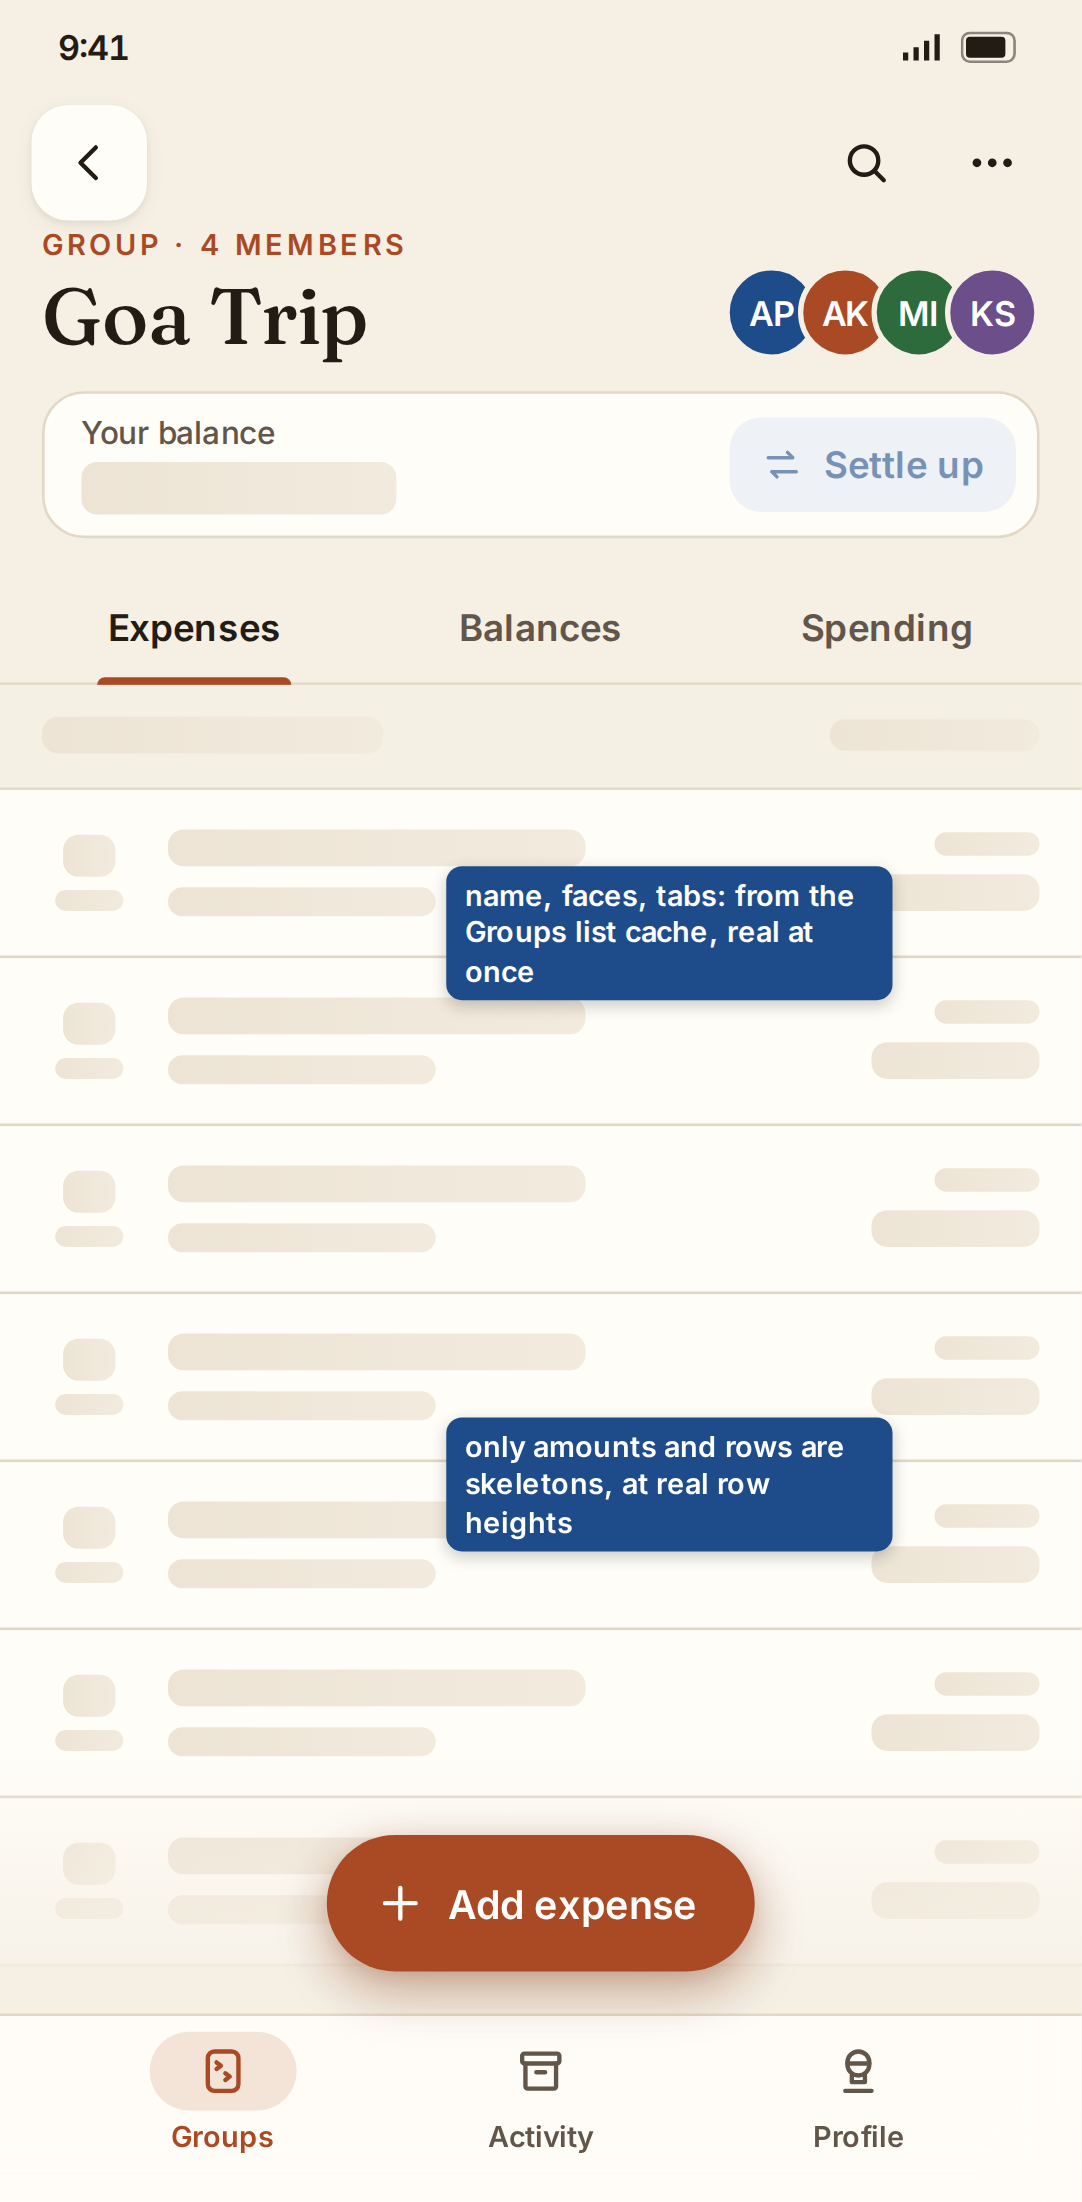 9:41
GROUP · 4 MEMBERS
Goa Trip
AP AK MI KS
Your balance
Settle up
Expenses Balances Spending
name, faces, tabs: from the
Groups list cache, real at
once
only amounts and rows are
skeletons, at real row
heights
Add expense
Groups Activity Profile